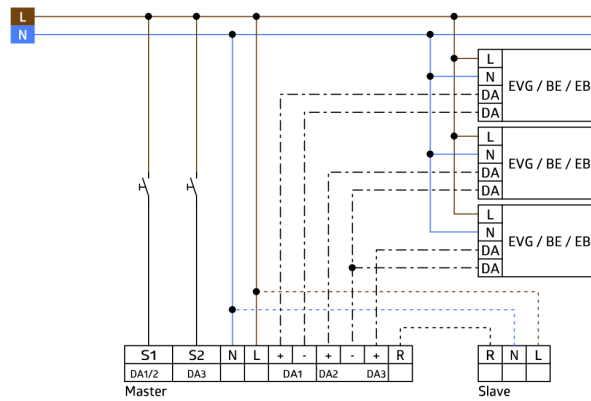 L
N
L
N
DA
DA
EVG / BE / EB
L
N
DA
DA
EVG / BE / EB
L
N
DA
DA
EVG / BE / EB
S1 S2 N L + - + - + R
DA1/2 DA3 DA1 DA2 DA3
Master
R N L
Slave